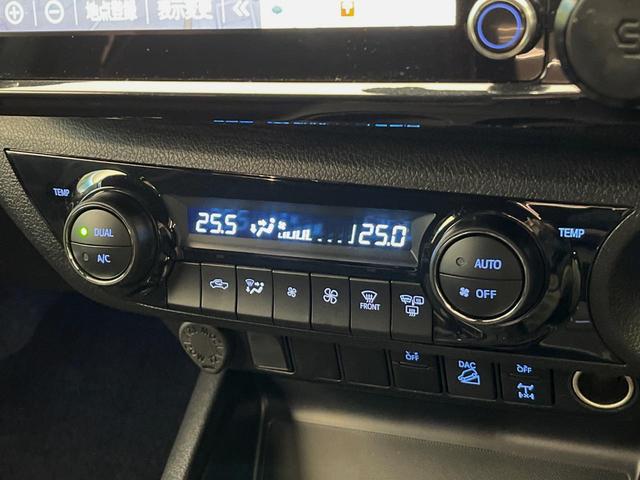 地点登録 表示変更
TEMP
DUAL
A/C
25.5
25.0
TEMP
AUTO
OFF
FRONT
OFF
DAC
OFF